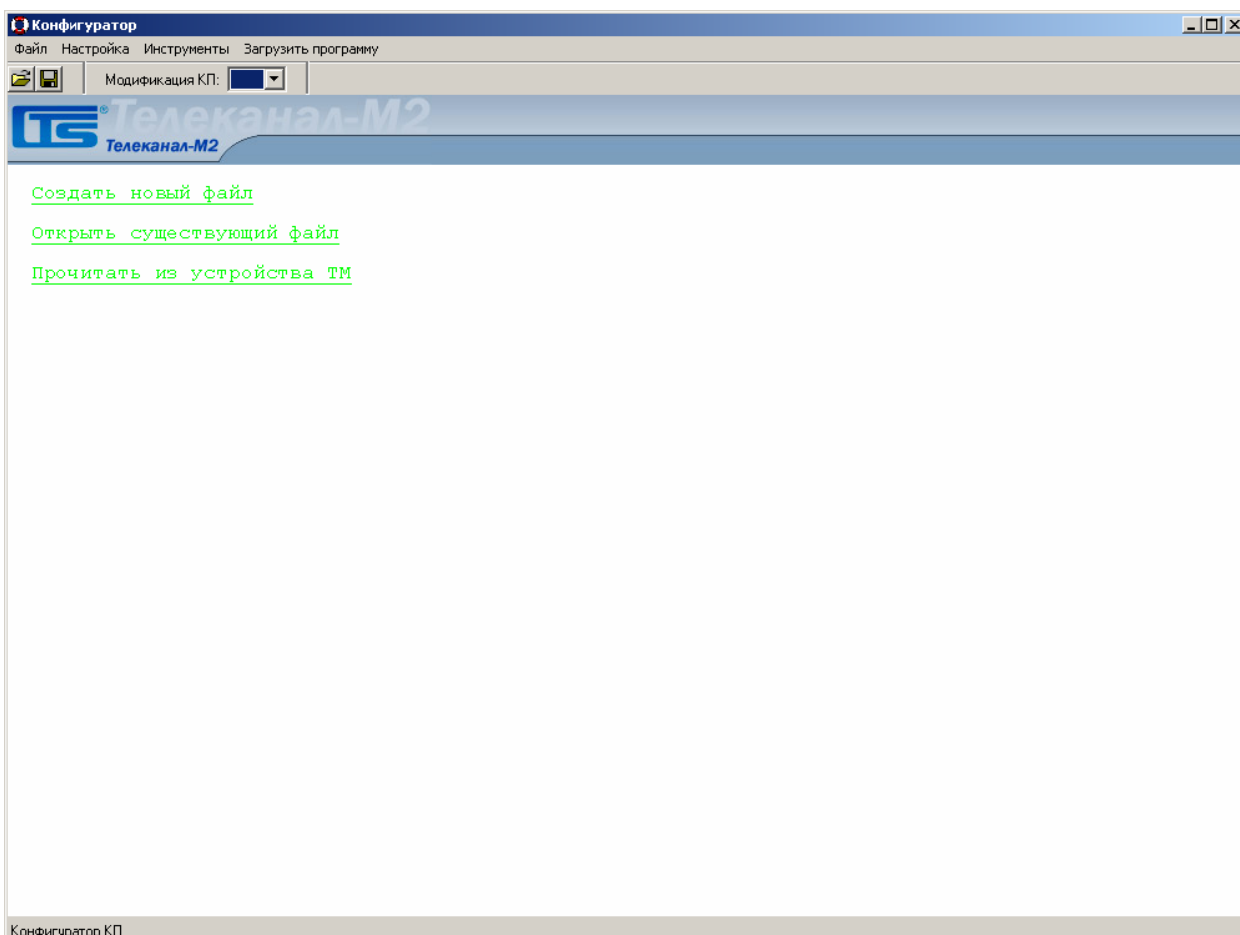 Конфигуратор
Файл Настройка Инструменты Загрузить программу
Модификация КП:
Телеканал-М2
TS®
Телеканал-М2
Создать новый файл
Открыть существующий файл
Прочитать из устройства ТМ
Конфигуратор КП